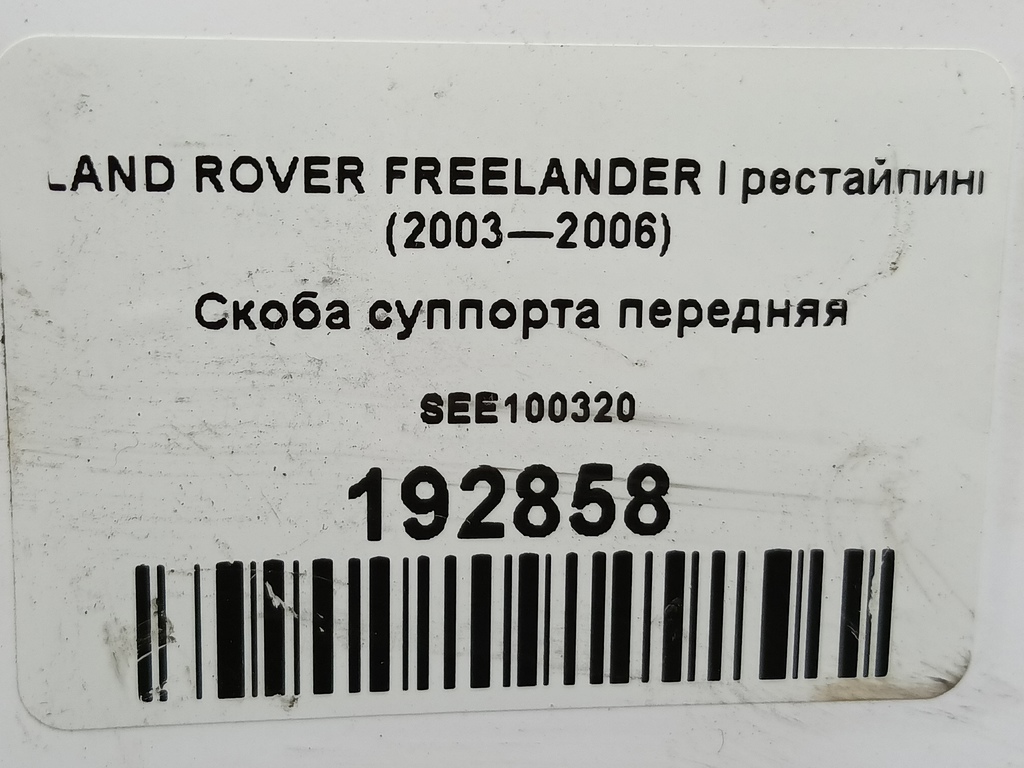 LAND ROVER FREELANDER I рестайлинг
(2003—2006)
Скоба суппорта передняя
SEE100320
192858